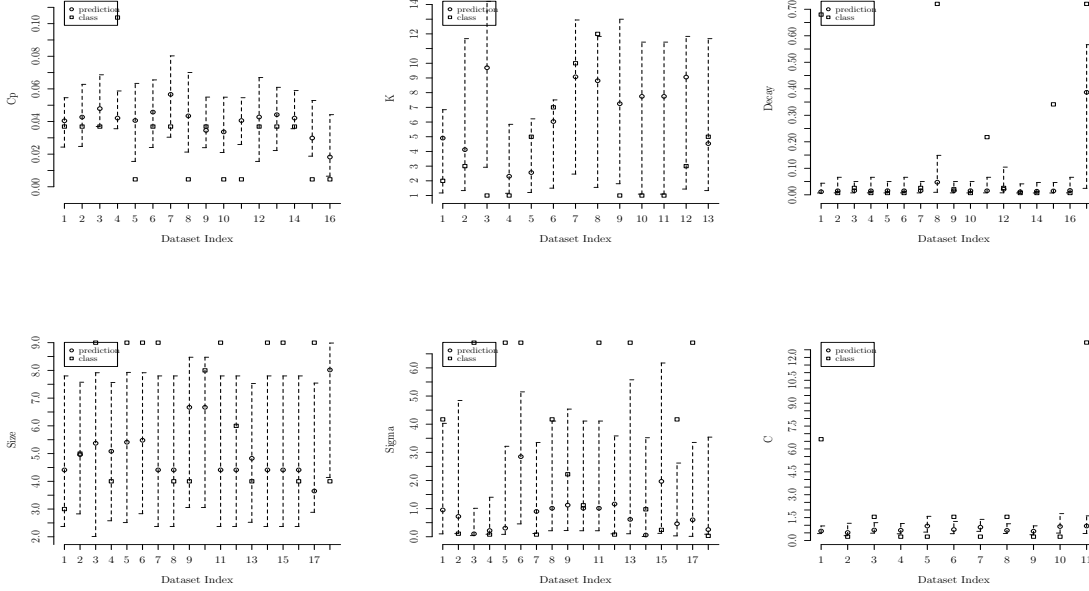 prediction
class
0.00 0.02 0.04 0.06 0.08 0.10
Cp
1 2 3 4 5 6 7 8 9 10 12 14 16
Dataset Index
prediction
class
1 2 3 4 5 6 7 8 9 10 12 14
K
1 2 3 4 5 6 7 8 9 10 11 12 13
Dataset Index
prediction
class
0.00 0.10 0.20 0.30 0.40 0.50 0.60 0.70
Decay
1 2 3 4 5 6 7 8 9 10 12 14 16
Dataset Index
prediction
class
2.0 3.0 4.0 5.0 6.0 7.0 8.0 9.0
Size
1 2 3 4 5 6 7 8 9 11 13 15 17
Dataset Index
prediction
class
0.0 1.0 2.0 3.0 4.0 5.0 6.0
Sigma
1 2 3 4 5 6 7 8 9 11 13 15 17
Dataset Index
prediction
class
0.0 1.5 3.0 4.5 6.0 7.5 9.0 10.5 12.0
C
1 2 3 4 5 6 7 8 9 10 11
Dataset Index